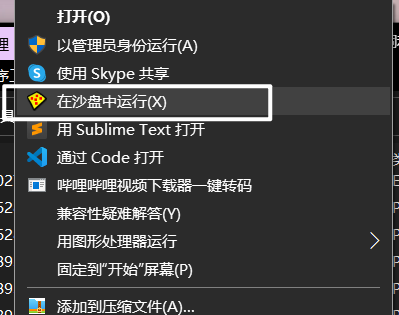 打开(O)
以管理员身份运行(A)
使用 Skype 共享
在沙盘中运行(X)
用 Sublime Text 打开
通过 Code 打开
哔哩哔哩视频下载器一键转码
兼容性疑难解答(Y)
用图形处理器运行
固定到“开始”屏幕(P)
添加到压缩文件(A)...